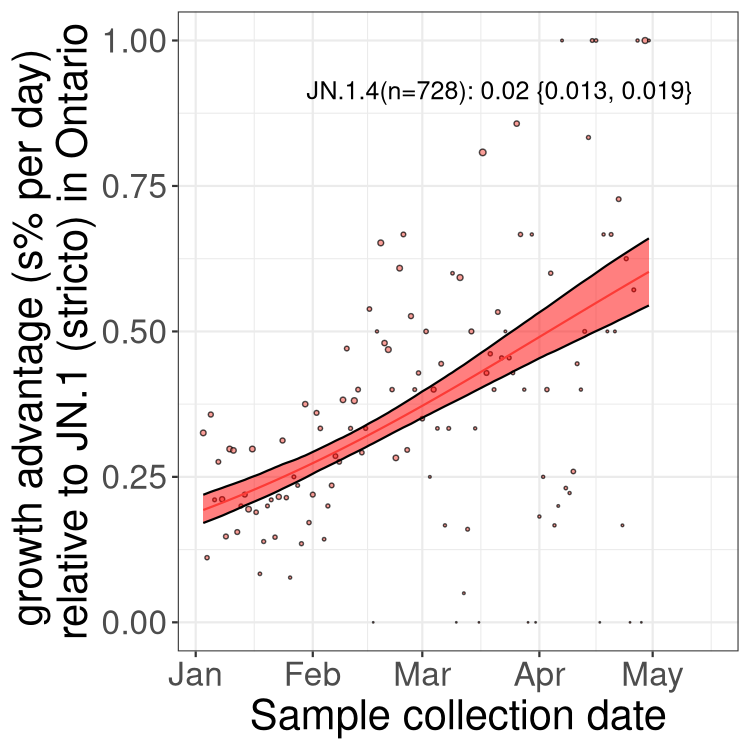 growth advantage (s% per day)
relative to JN.1 (stricto) in Ontario
1.00
0.75
0.50
0.25
0.00
JN.1.4(n=728): 0.02 {0.013, 0.019}
Jan Feb Mar Apr May
Sample collection date